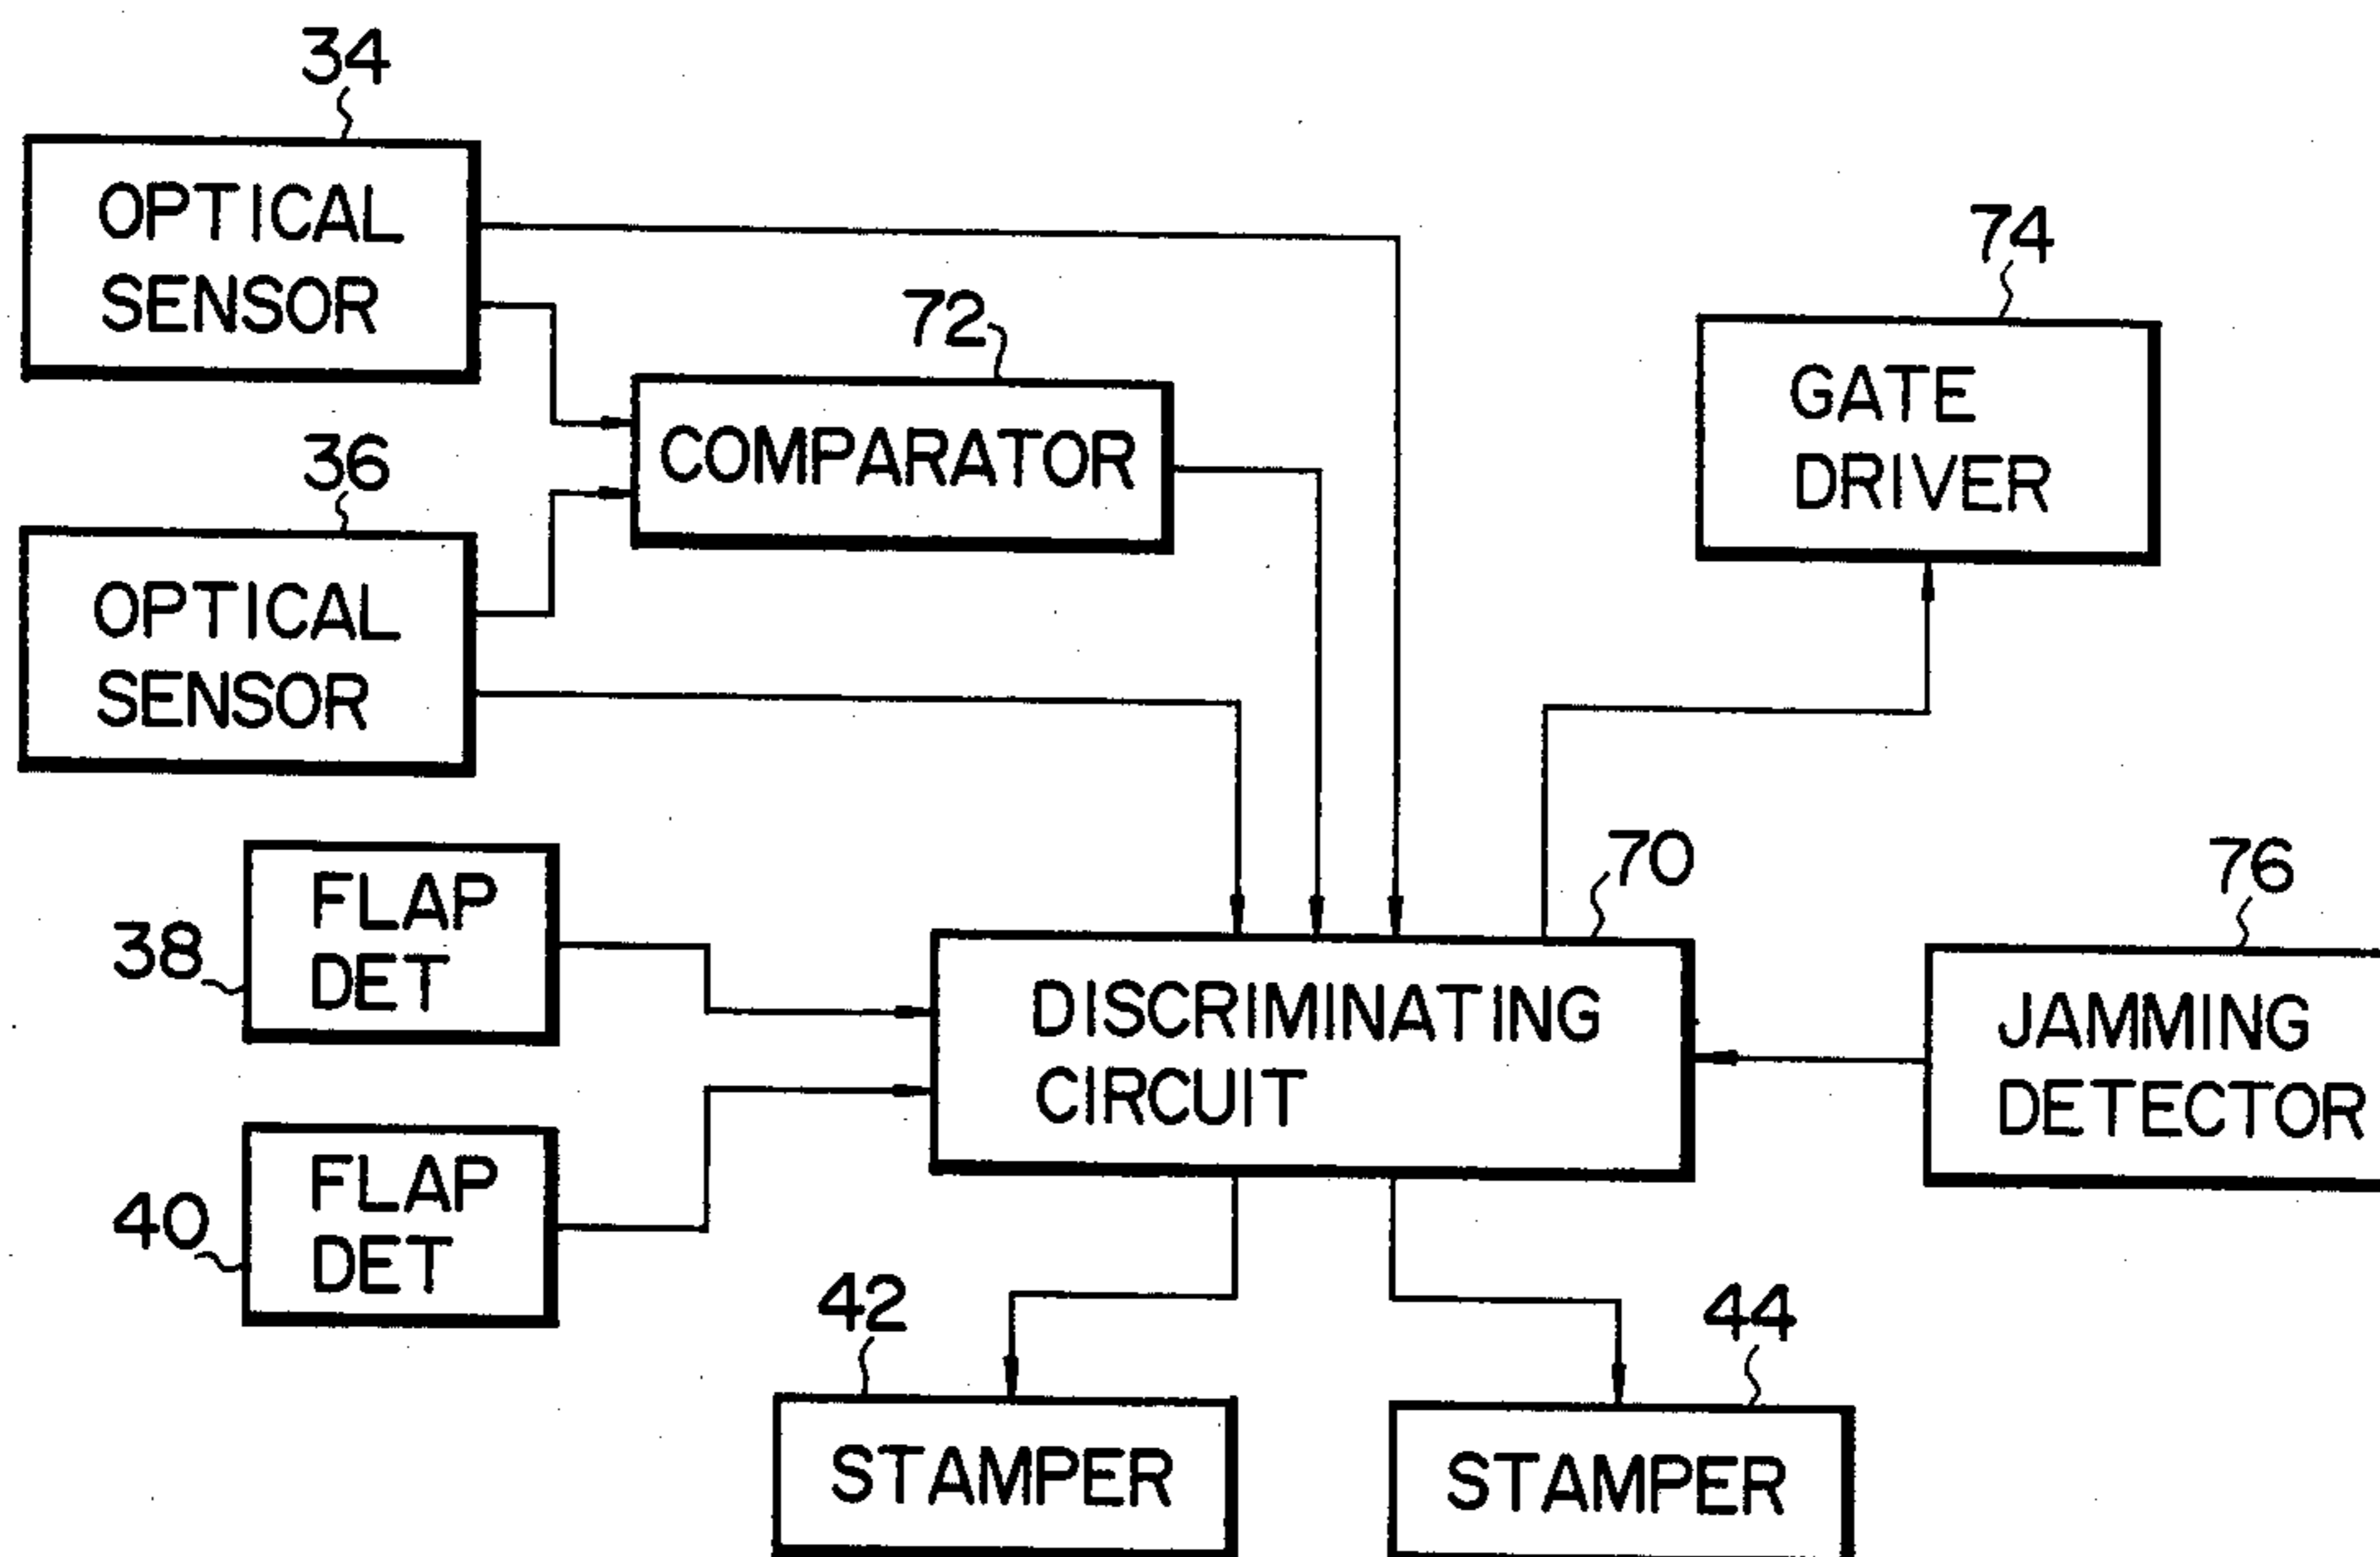 34
OPTICAL
SENSOR
74
72
GATE
DRIVER
COMPARATOR
36
OPTICAL
SENSOR
70
76
38
FLAP
DET
DISCRIMINATING
CIRCUIT
JAMMING
DETECTOR
40
FLAP
DET
42
44
STAMPER
STAMPER